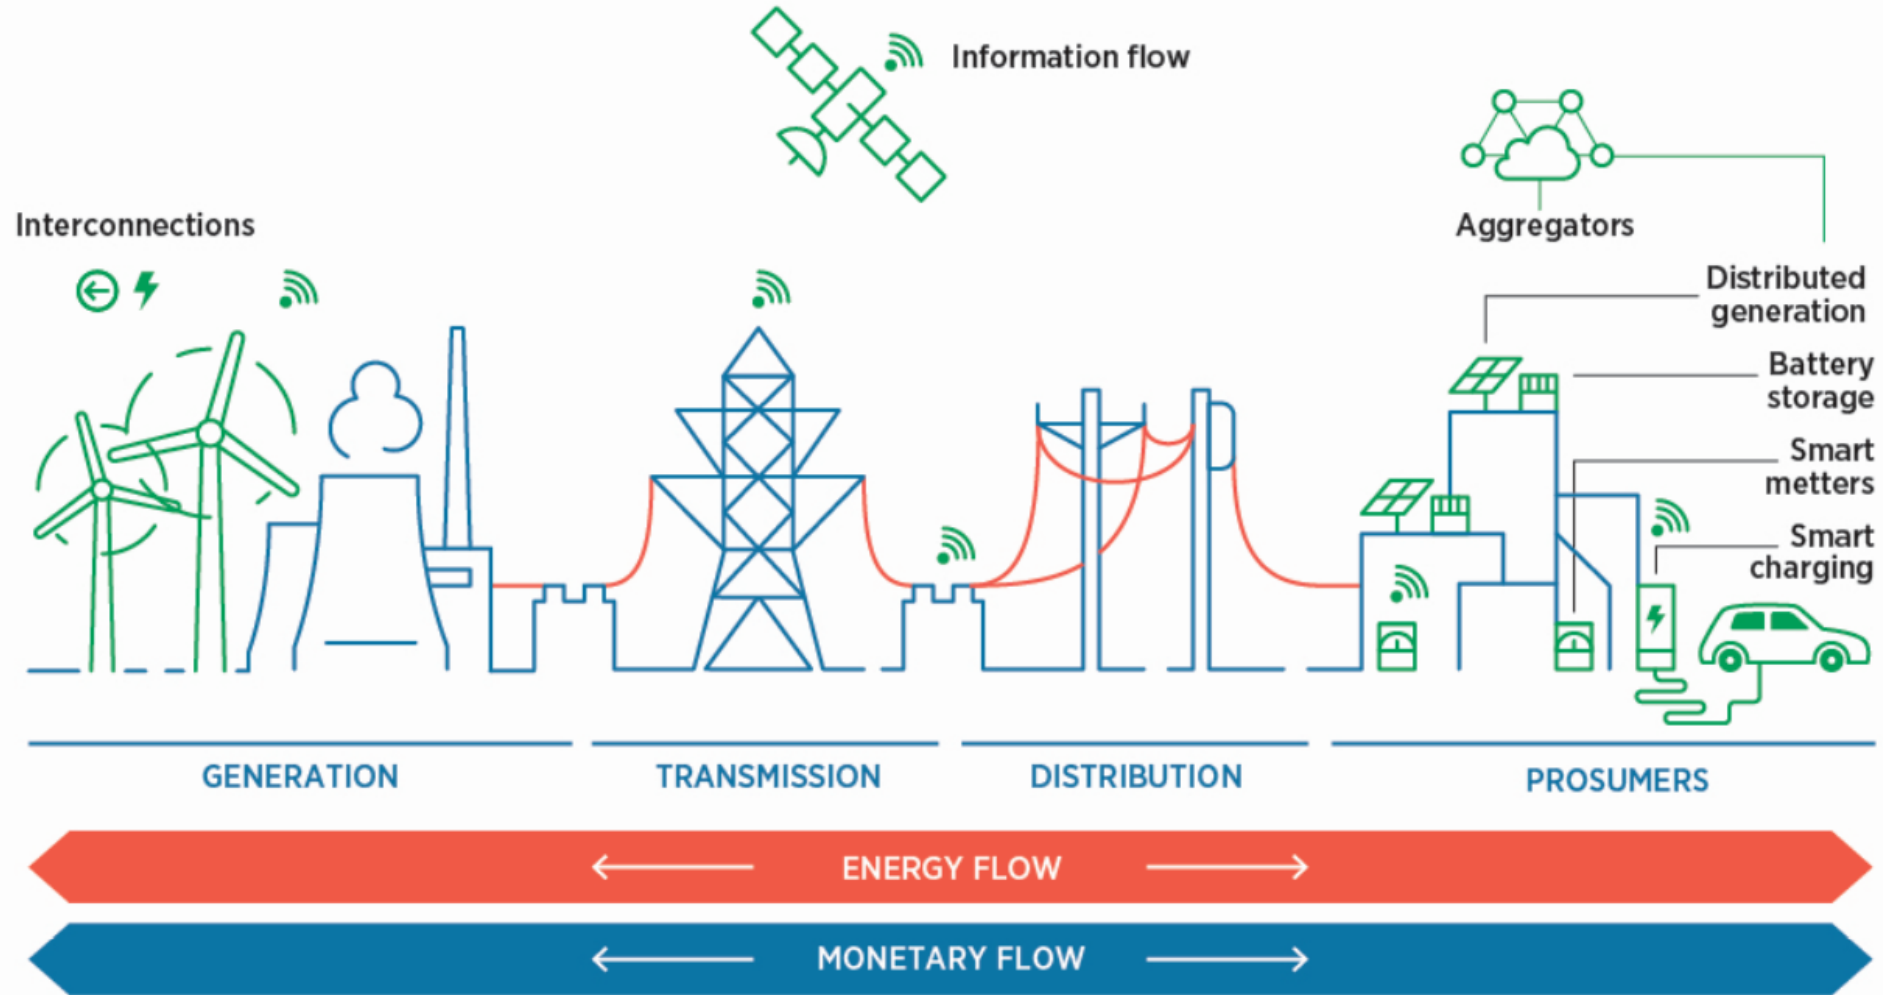 Information flow
Interconnections
Aggregators
Distributed
generation
Battery
storage
Smart
metters
Smart
charging
GENERATION
TRANSMISSION
DISTRIBUTION
PROSUMERS
ENERGY FLOW
MONETARY FLOW